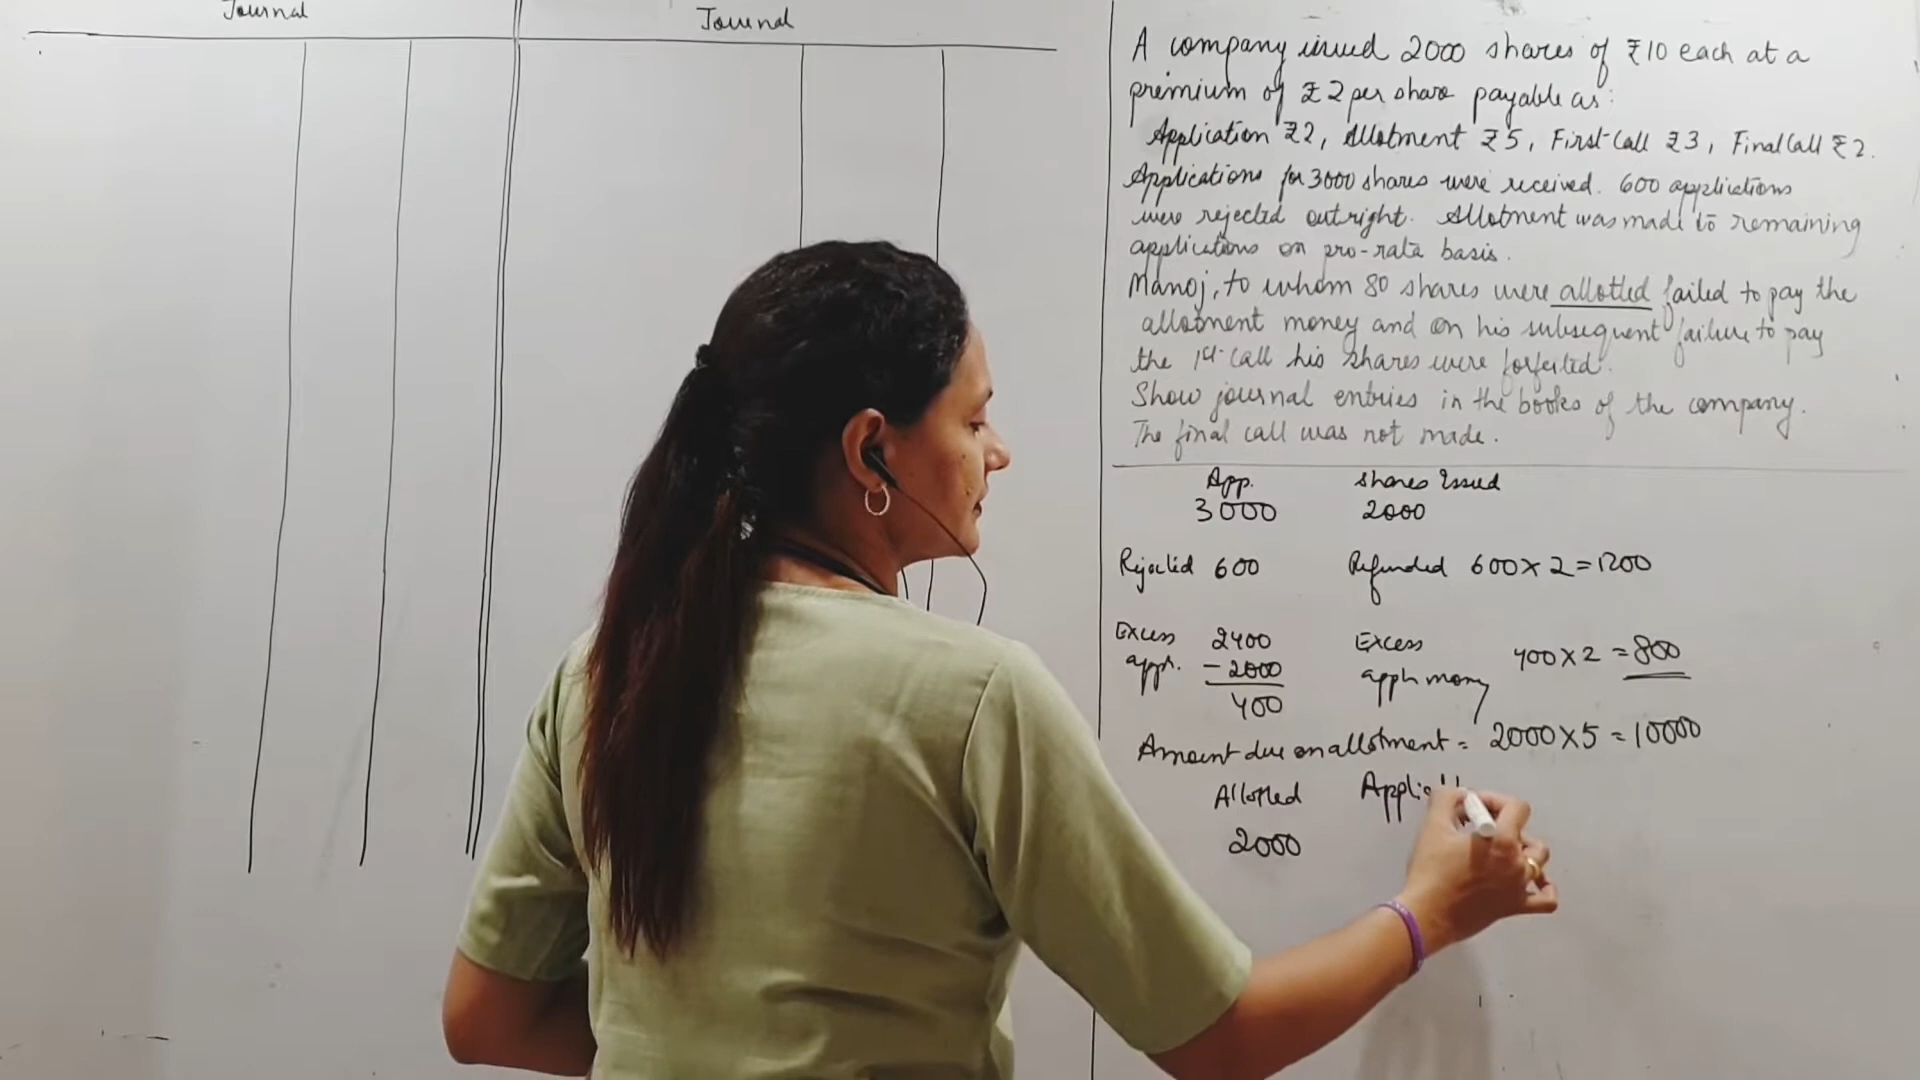 Journal
Journal
A company issued 2000 shares of ₹10 each at a
premium of ₹2 per share payable as:
Application ₹2, Allotment ₹5, First Call ₹3, Final Call ₹2.
Applications for 3000 shares were received. 600 applications
were rejected outright. Allotment was made to remaining
applications on pro-rata basis.
Manoj, to whom 80 shares were allotted failed to pay the
allotment money and on his subsequent failure to pay
the 1st call his shares were forfeited.
Show journal entries in the books of the company.
The final call was not made.
App. Shares Issued
3000 2000
Rejected 600 Refunded 600×2=1200
Excess 2400 Excess 400×2 =800
appn. -2000 appn money
400
Amount due on allotment = 2000×5 =10000
Allotted
2000